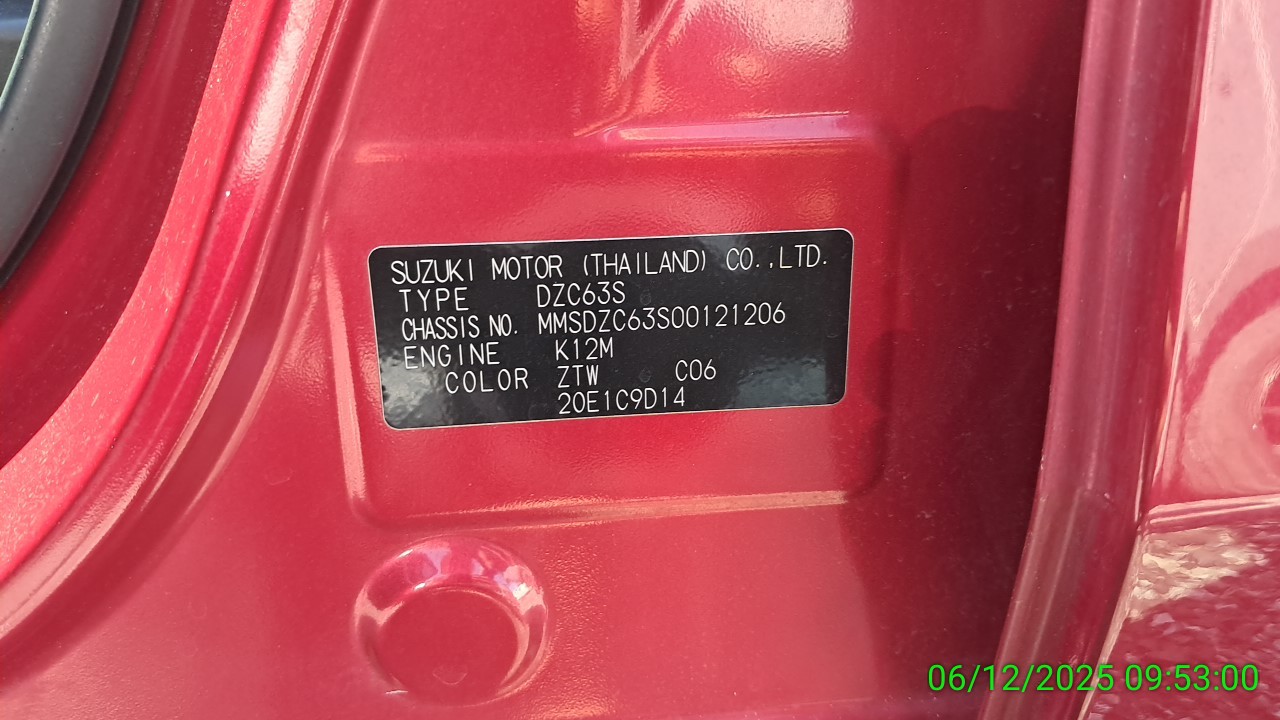 SUZUKI MOTOR (THAILAND) CO.,LTD.
TYPE DZC63S
CHASSIS NO. MMSDZC63S00121206
ENGINE K12M
COLOR ZTW C06
20E1C9D14
06/12/2025 09:53:00